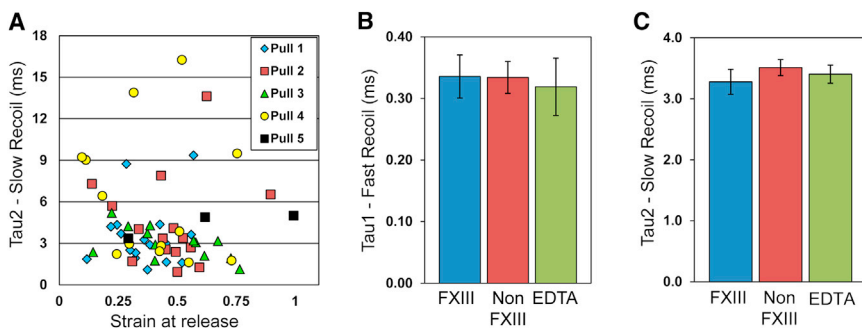 A
Tau2 - Slow Recoil (ms)
18
15
12
9
6
3
0
0
0.25
0.5
0.75
1
Strain at release
Pull 1
Pull 2
Pull 3
Pull 4
Pull 5
B
Tau1 - Fast Recoil (ms)
0.40
0.30
0.20
0.10
0.00
FXIII
Non
FXIII
EDTA
C
Tau2 - Slow Recoil (ms)
4.0
3.0
2.0
1.0
0.0
FXIII
Non
FXIII
EDTA